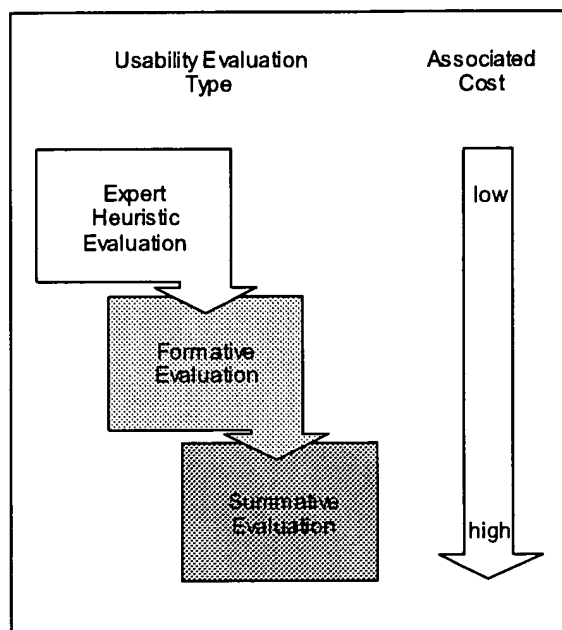 Usability Evaluation
Type
Associated
Cost
Expert
Heuristic
Evaluation
low
Formative
Evaluation
Summative
Evaluation
high